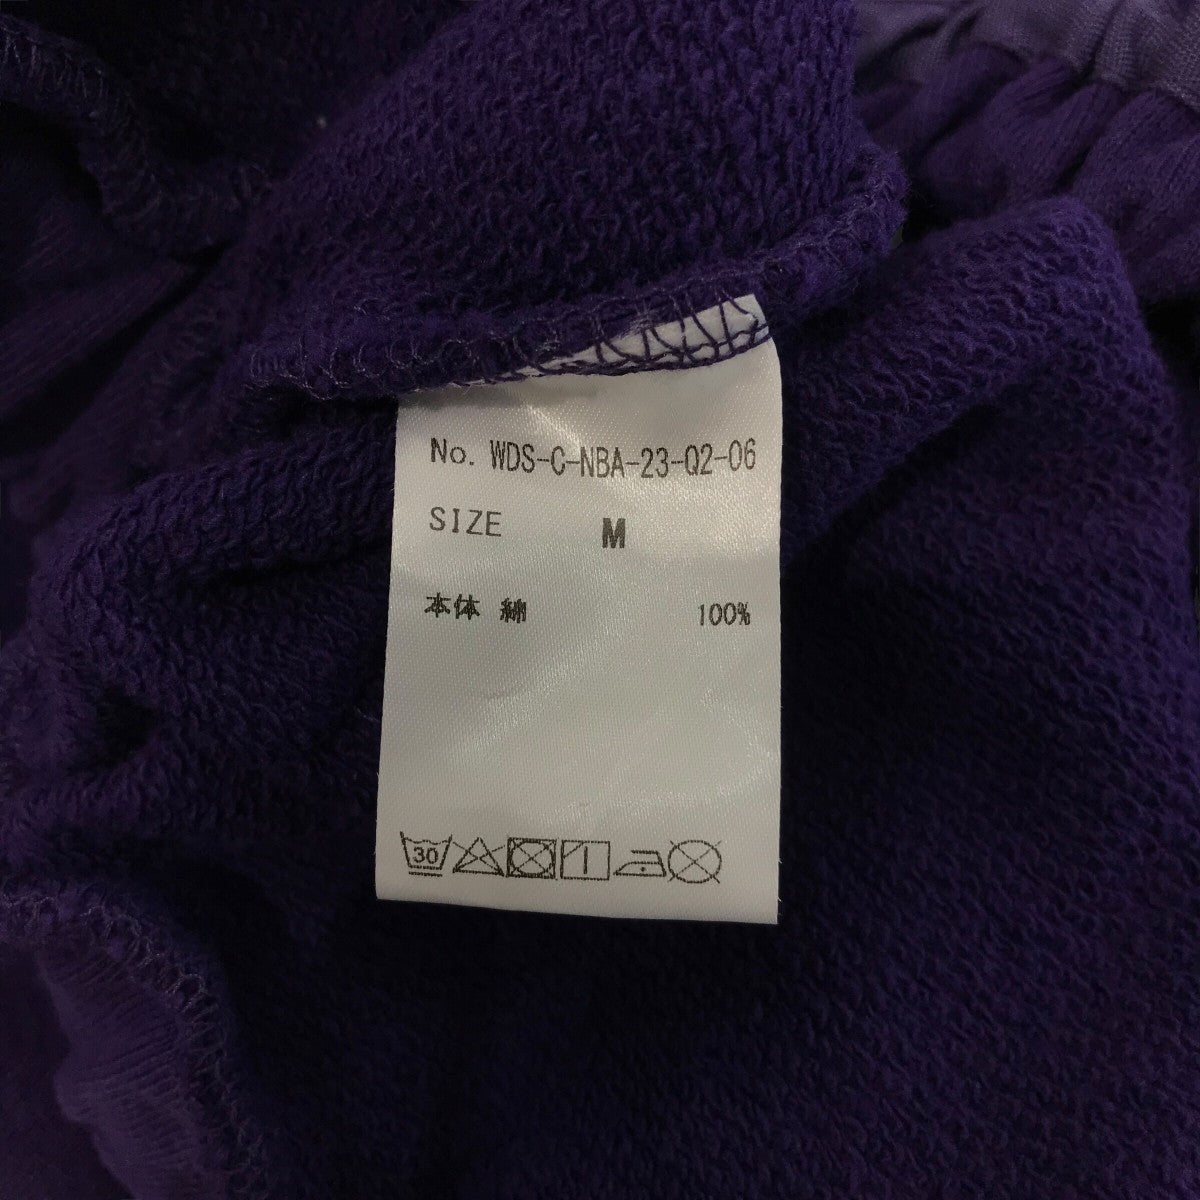 No. WDS-C-NBA-23-Q2-06
SIZE M
本体 綿 100%
30